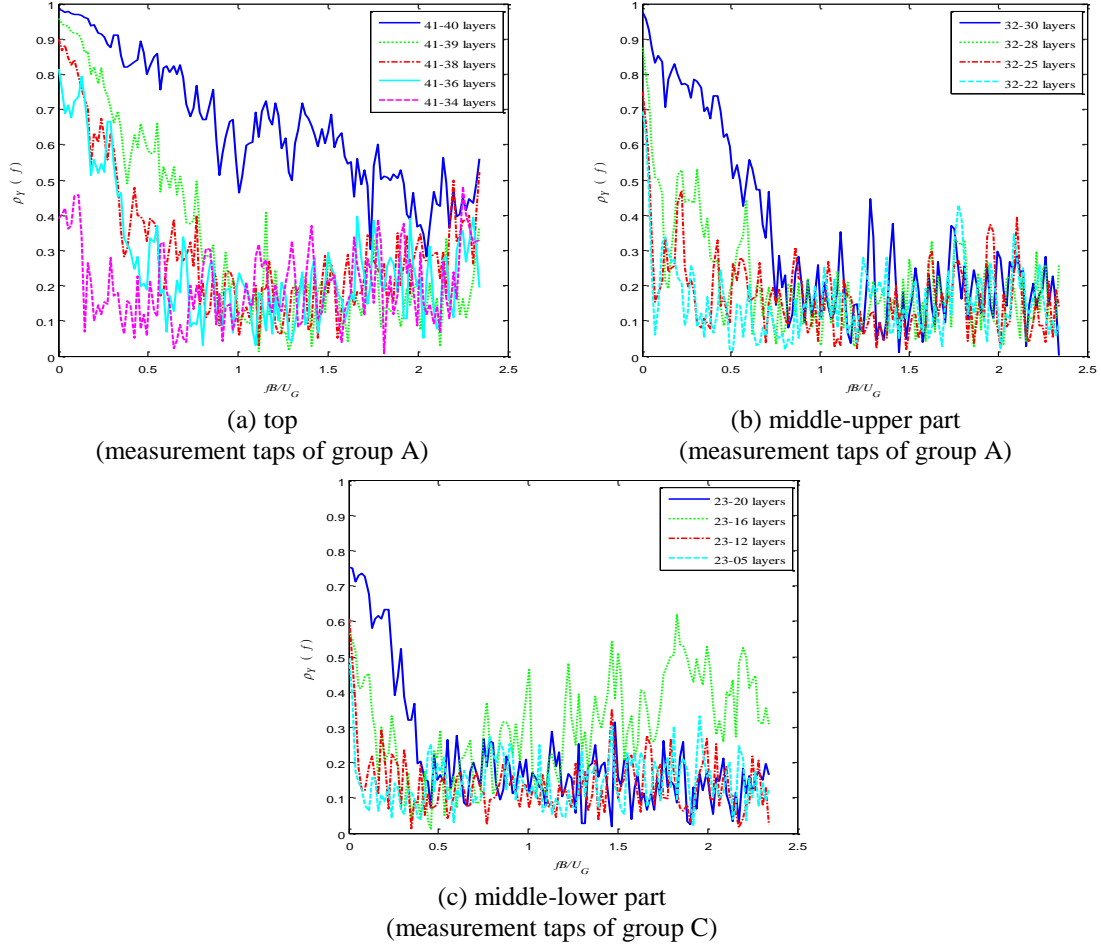 1
0.9
0.8
0.7
0.6
0.5
0.4
0.3
0.2
0.1
0
0
0.5
1
1.5
2
2.5
ργ ( f )
fB/U_G
41-40 layers
41-39 layers
41-38 layers
41-36 layers
41-34 layers
(a) top
(measurement taps of group A)
1
0.9
0.8
0.7
0.6
0.5
0.4
0.3
0.2
0.1
0
0
0.5
1
1.5
2
2.5
ργ ( f )
fB/U_G
32-30 layers
32-28 layers
32-25 layers
32-22 layers
(b) middle-upper part
(measurement taps of group A)
1
0.9
0.8
0.7
0.6
0.5
0.4
0.3
0.2
0.1
0
0
0.5
1
1.5
2
2.5
ργ ( f )
fB/U_G
23-20 layers
23-16 layers
23-12 layers
23-05 layers
(c) middle-lower part
(measurement taps of group C)